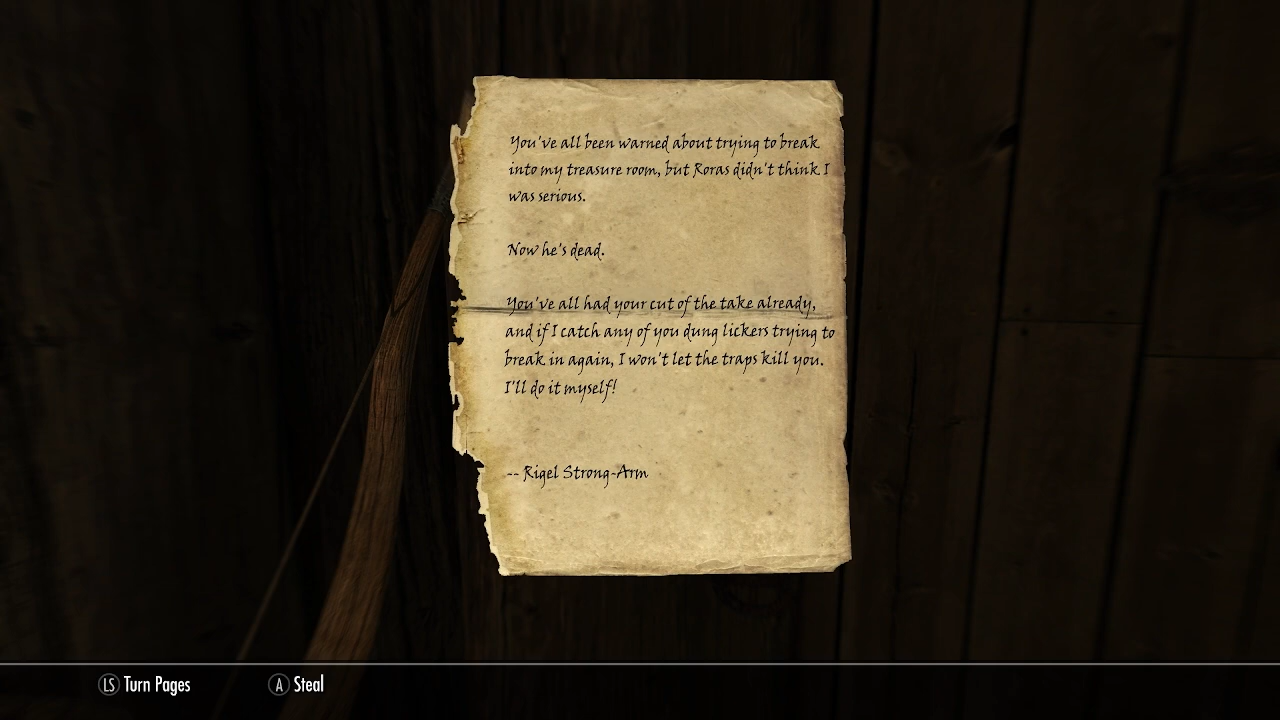 You've all been warned about trying to break
into my treasure room, but Roras didn't think I
was serious.
Now he's dead.
You've all had your cut of the take already,
and if I catch any of you dung lickers trying to
break in again, I won't let the traps kill you.
I'll do it myself!
-- Rigel Strong-Arm
LS Turn Pages A Steal